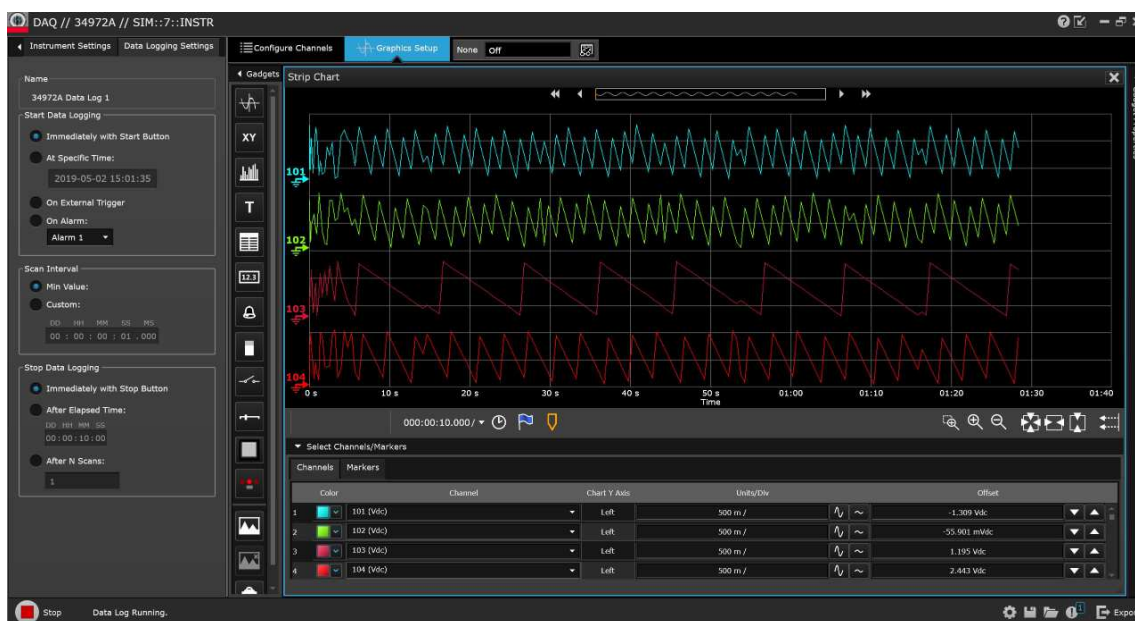 DAQ // 34972A // SIM::7::INSTR
Instrument Settings
Data Logging Settings
Configure Channels
Graphics Setup
None
Off
Name
34972A Data Log 1
Start Data Logging
Immediately with Start Button
At Specific Time:
2019-05-02 15:01:35
On External Trigger
On Alarm:
Alarm 1
Scan Interval
Min Value:
Custom:
DD HH MM SS MS
00 : 00 : 00 : 01 .000
Stop Data Logging
Immediately with Stop Button
After Elapsed Time:
DD HH MM SS
00:00:10:00
After N Scans:
1
Gadgets
XY
T
12.3
Strip Chart
101
102
103
104
0 s 10 s 20 s 30 s 40 s 50 s 01:00 01:10 01:20 01:30 01:40
Time
000:00:10.000/
Select Channels/Markers
Channels Markers
Color Channel Chart Y Axis Units/Div Offset
1 101 (Vdc) Left 500 m / -1.309 Vdc
2 102 (Vdc) Left 500 m / -55.901 mVdc
3 103 (Vdc) Left 500 m / 1.195 Vdc
4 104 (Vdc) Left 500 m / 2.443 Vdc
Stop Data Log Running.
1
Expor